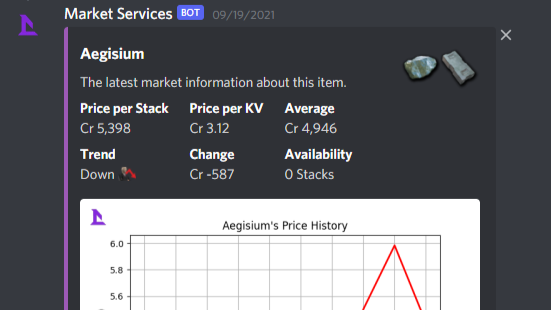 Market Services BOT 09/19/2021
Aegisium
The latest market information about this item.
Price per Stack Price per KV Average
Cr 5,398 Cr 3.12 Cr 4,946
Trend Change Availability
Down Cr -587 0 Stacks
Aegisium's Price History
6.0
5.8
5.6